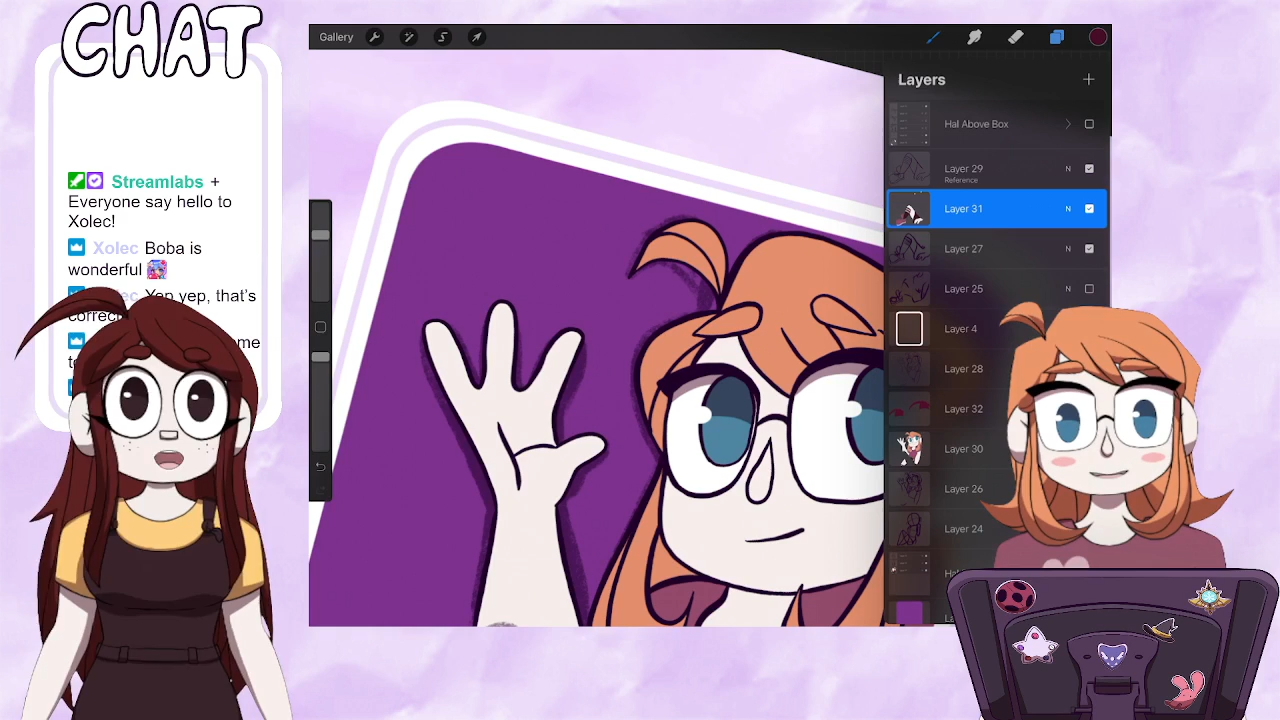 CHAT
Streamlabs +
Everyone say hello to
Xolec!
Xolec Boba is
wonderful
Yep yep, that's
correct
Gallery
Layers
Hal Above Box
Layer 29 N
Reference
Layer 31 N
Layer 27 N
Layer 25 N
Layer 4
Layer 28
Layer 32
Layer 30
Layer 26
Layer 24